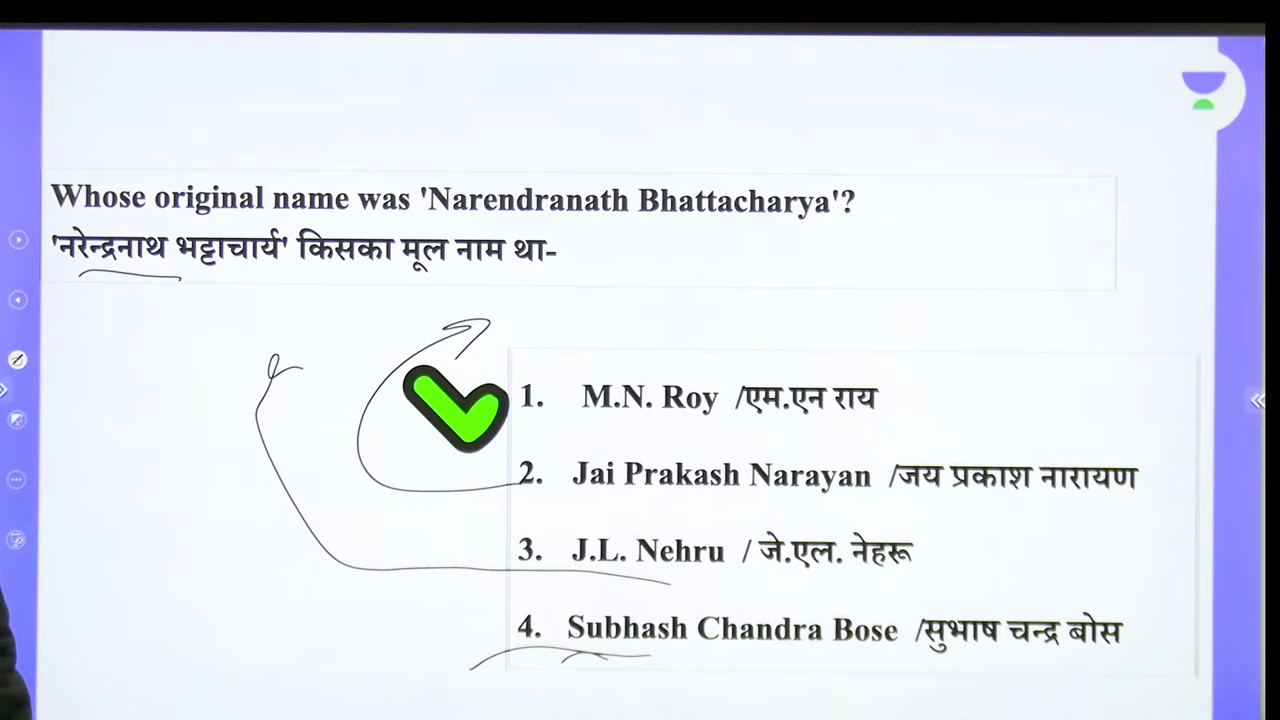 Whose original name was 'Narendranath Bhattacharya'?
'नरेन्द्रनाथ भट्टाचार्य' किसका मूल नाम था-
1. M.N. Roy /एम.एन राय
2. Jai Prakash Narayan /जय प्रकाश नारायण
3. J.L. Nehru / जे.एल. नेहरू
4. Subhash Chandra Bose /सुभाष चन्द्र बोस